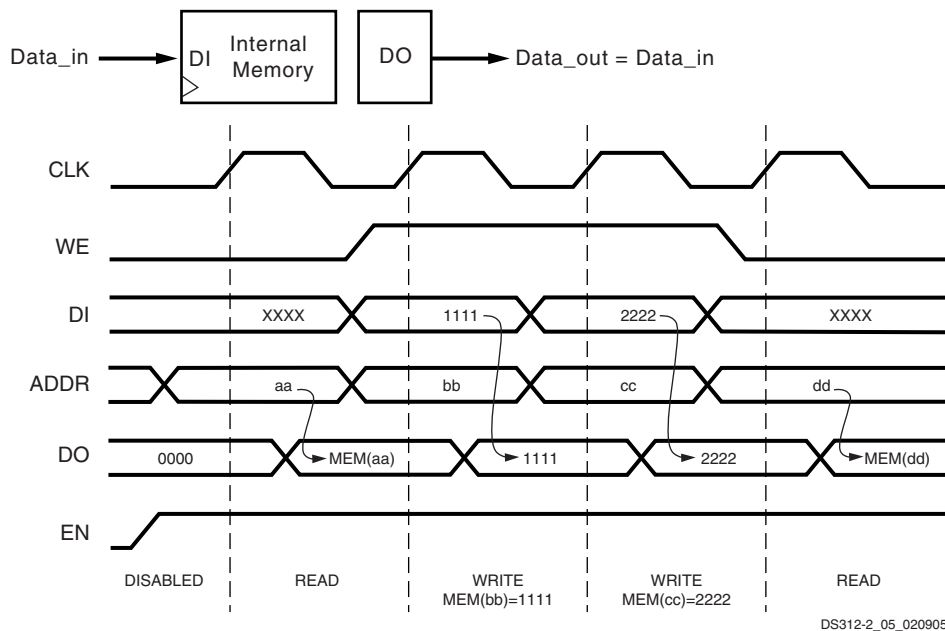 Data_in
DI
Internal
Memory
DO
Data_out = Data_in
CLK
WE
DI
XXXX
1111
2222
XXXX
ADDR
aa
bb
cc
dd
DO
0000
MEM(aa)
1111
2222
MEM(dd)
EN
DISABLED
READ
WRITE
MEM(bb)=1111
WRITE
MEM(cc)=2222
READ
DS312-2_05_020905